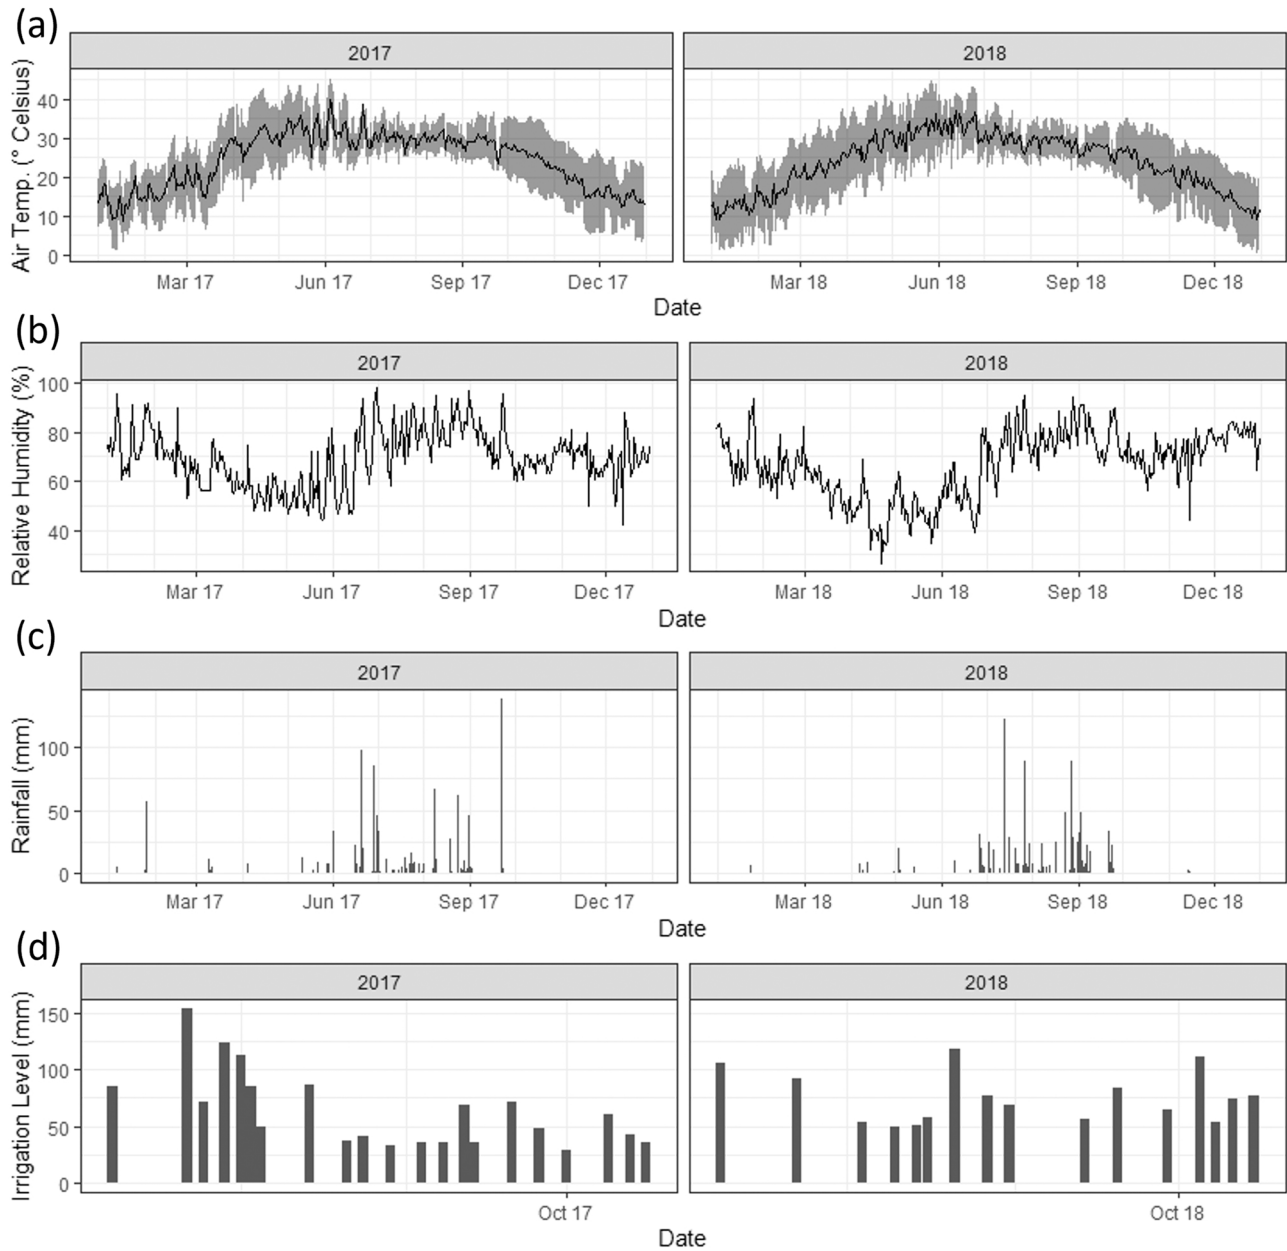 (a)
2017 2018
Air Temp. (° Celsius)
40
30
20
10
0
Mar 17 Jun 17 Sep 17 Dec 17 Mar 18 Jun 18 Sep 18 Dec 18
Date
(b)
2017 2018
Relative Humidity (%)
100
80
60
40
Mar 17 Jun 17 Sep 17 Dec 17 Mar 18 Jun 18 Sep 18 Dec 18
Date
(c)
2017 2018
Rainfall (mm)
100
50
0
Mar 17 Jun 17 Sep 17 Dec 17 Mar 18 Jun 18 Sep 18 Dec 18
Date
(d)
2017 2018
Irrigation Level (mm)
150
100
50
0
Oct 17 Oct 18
Date